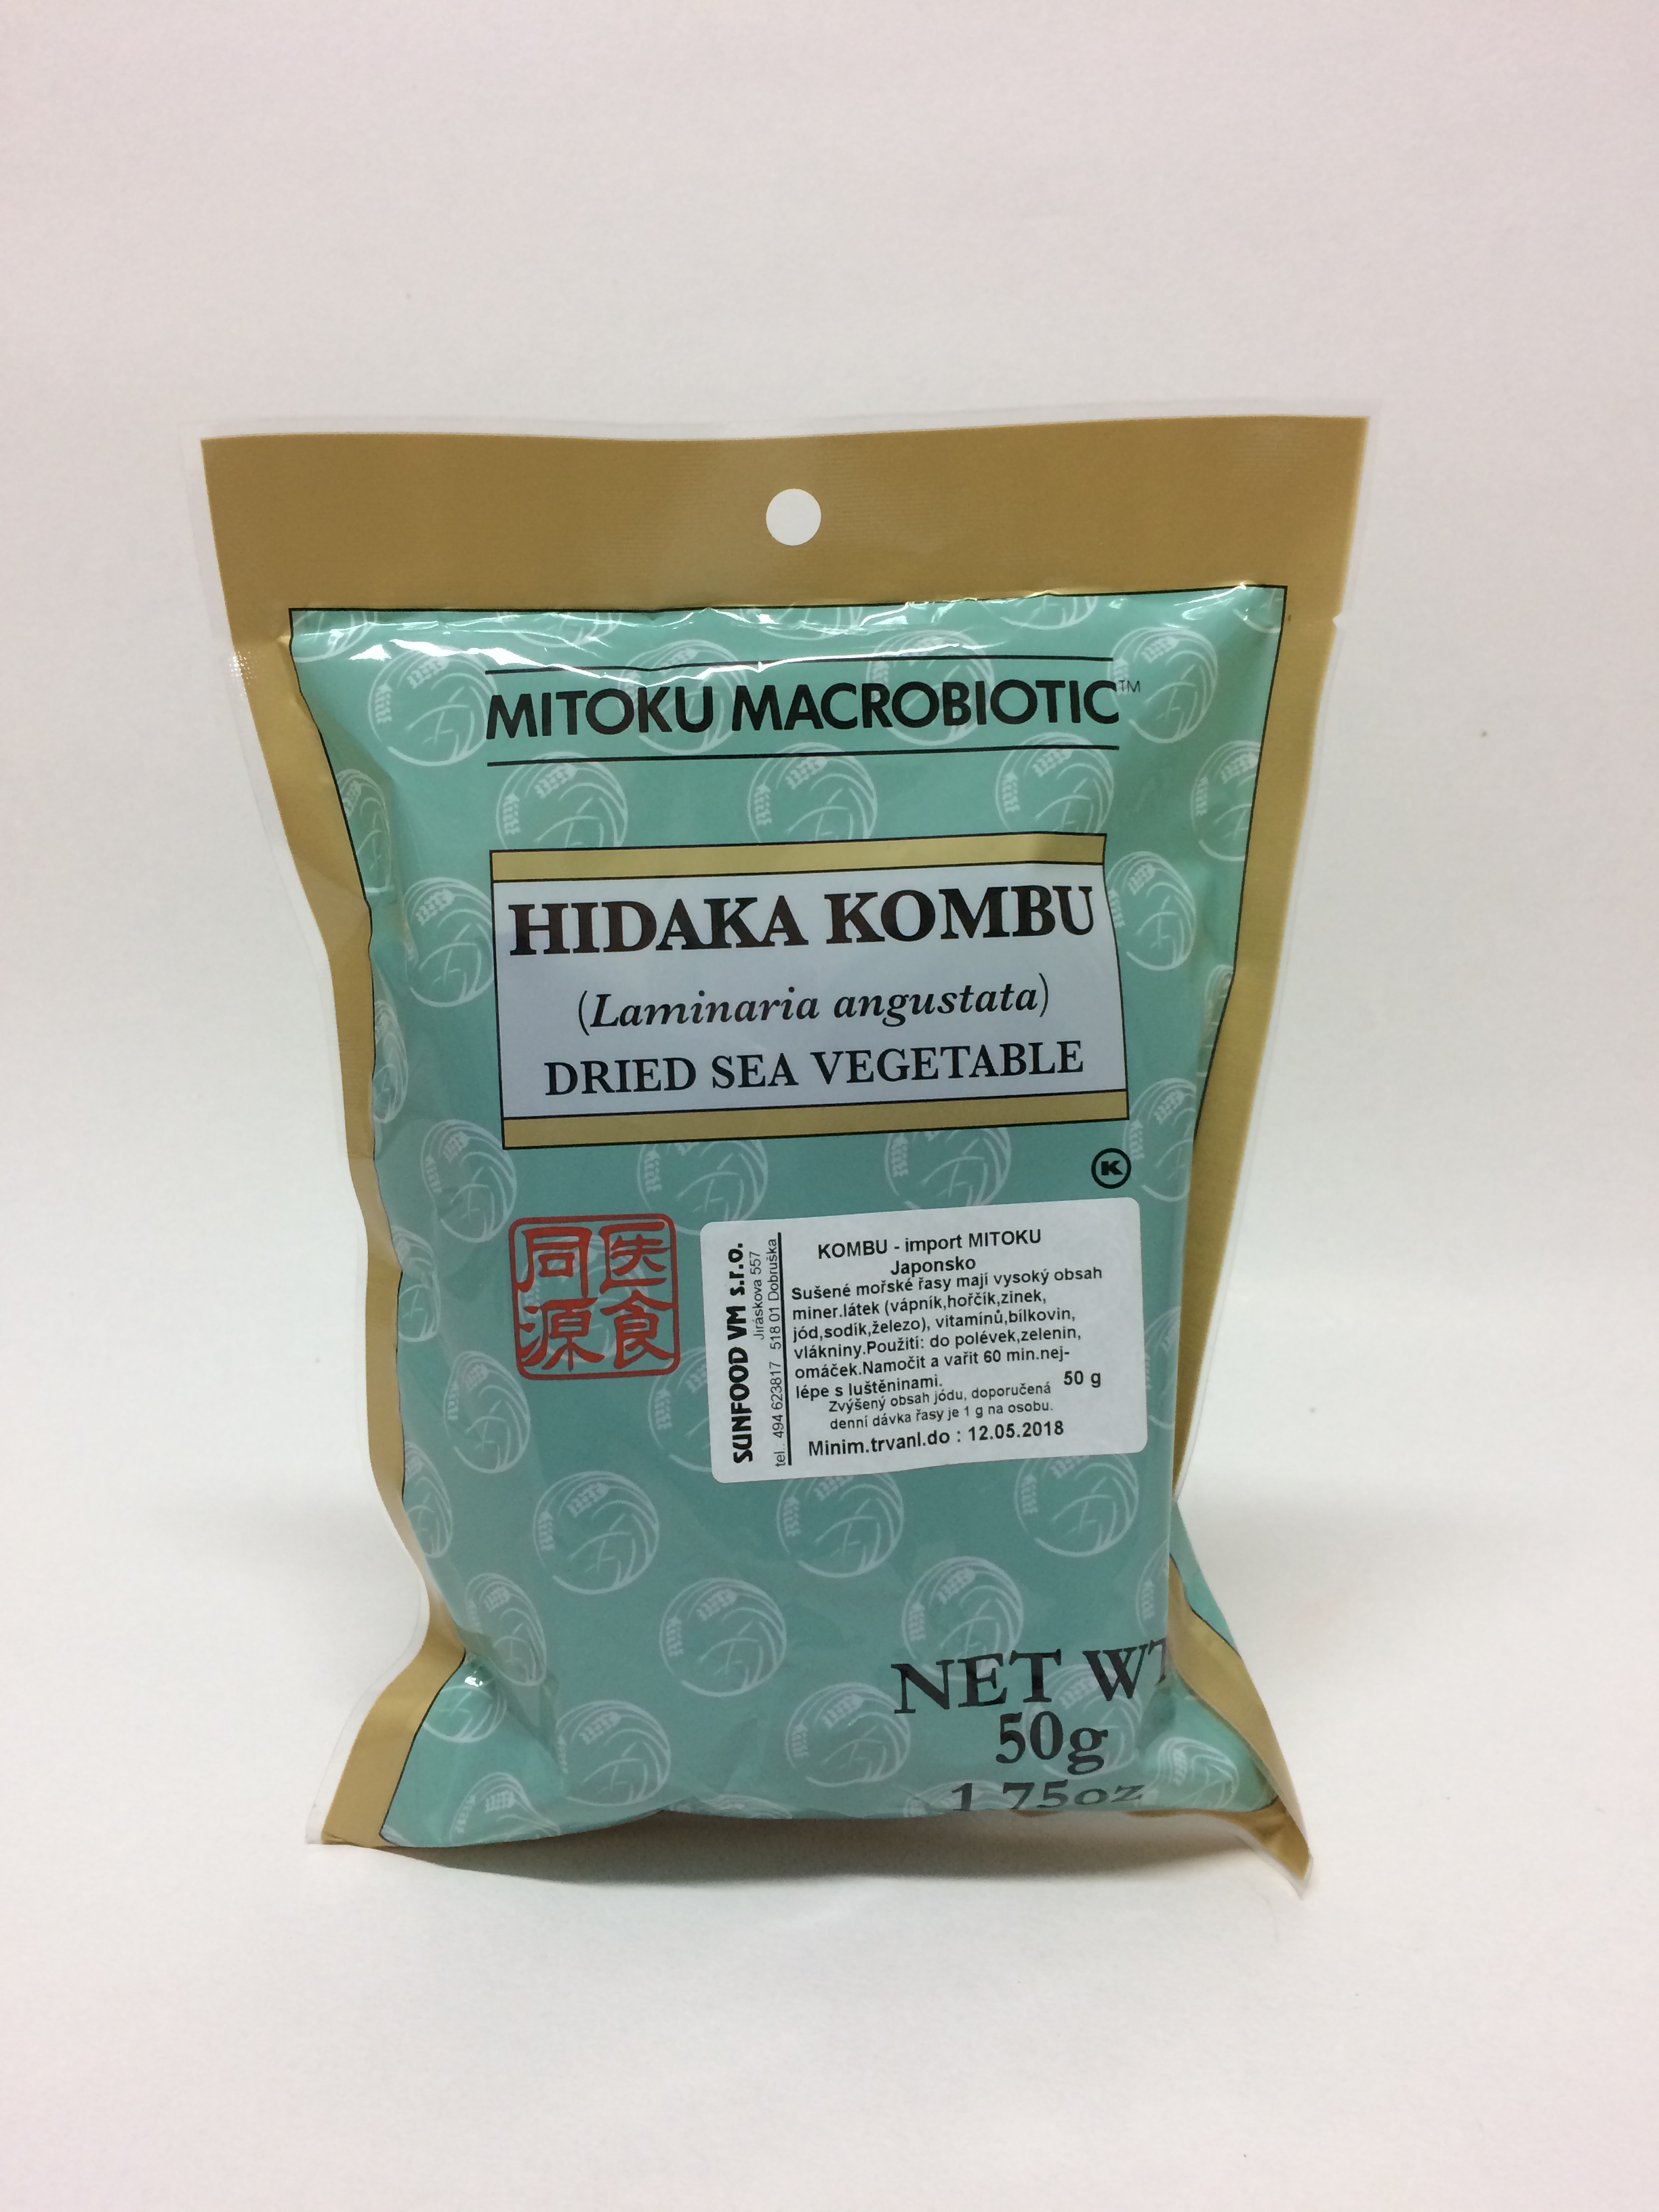 MITOKU MACROBIOTIC™
HIDAKA KOMBU
(Laminaria angustata)
DRIED SEA VEGETABLE
K
医食
同源
SUNFOOD VM s.r.o.
Jiráskova 557
tel.. 494 623817 518 01 Dobruška
KOMBU - import MITOKU
Japonsko
Sušené mořské řasy mají vysoký obsah
miner.látek (vápník,hořčík,zinek,
jód,sodík,železo), vitamínů,bílkovin,
vlákniny.Použití: do polévek,zelenin,
omáček.Namočit a vařit 60 min.nej-
lépe s luštěninami. 50 g
Zvýšený obsah jódu, doporučená
denní dávka řasy je 1 g na osobu.
Minim.trvanl.do : 12.05.2018
NET WT
50g
1.75oz